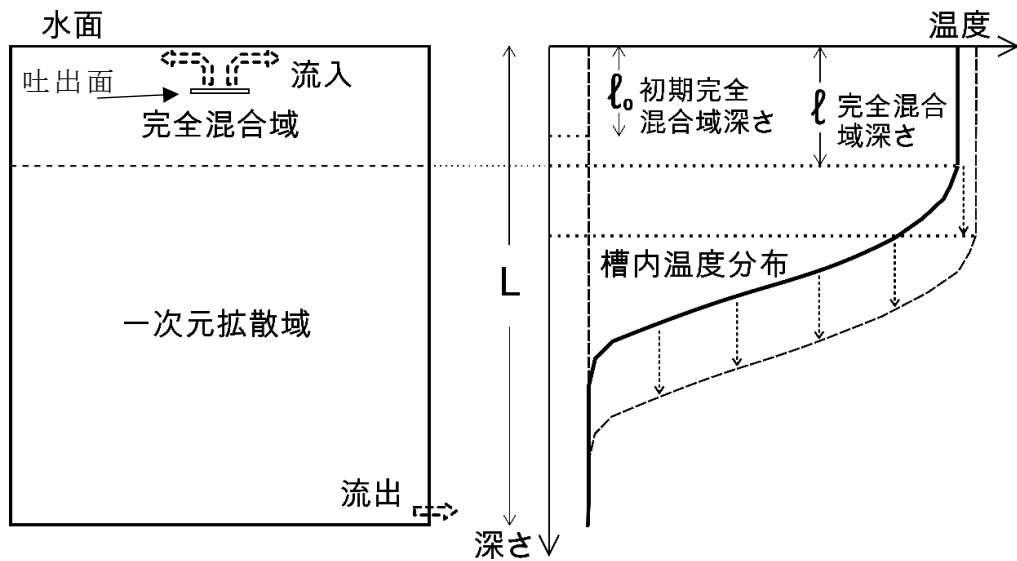 水面
吐出面
流入
完全混合域
一次元拡散域
流出
L
温度
ℓ₀ 初期完全
混合域深さ
ℓ 完全混合
域深さ
槽内温度分布
深さ